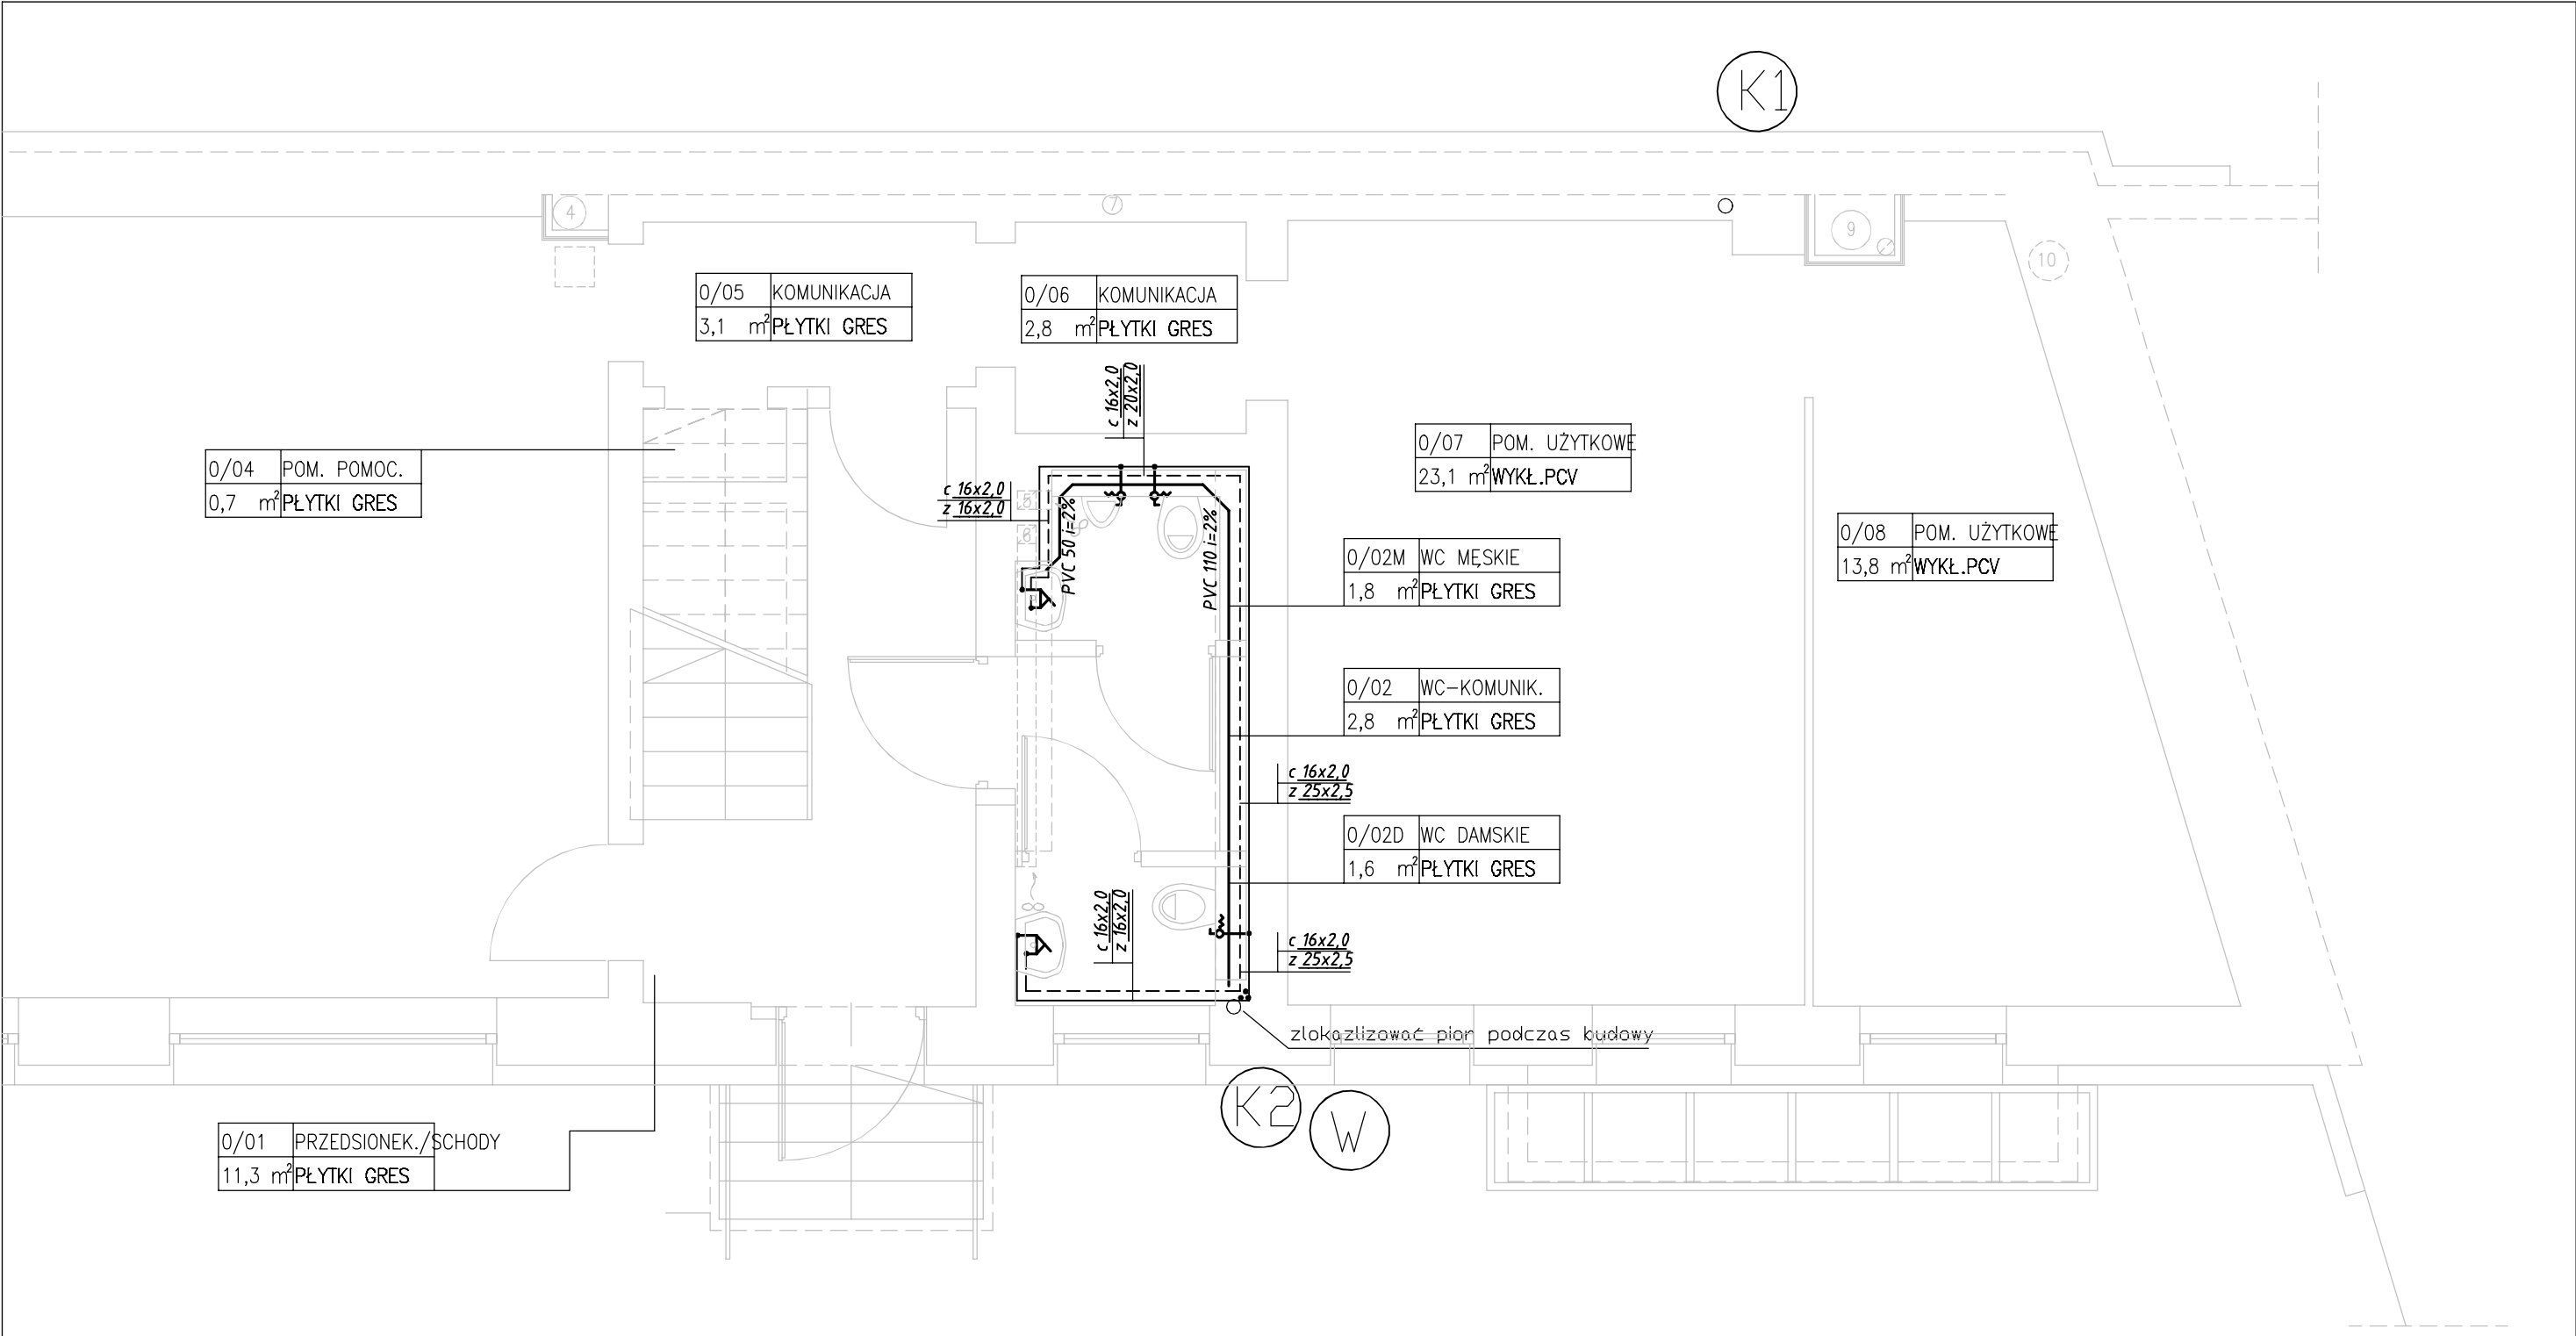 K1
4
7
9
10
0/05 KOMUNIKACJA
3,1 m² PŁYTKI GRES
0/06 KOMUNIKACJA
2,8 m² PŁYTKI GRES
c 16x2,0
z 20x2,0
0/04 POM. POMOC.
0,7 m² PŁYTKI GRES
0/07 POM. UŻYTKOWE
23,1 m² WYKŁ.PCV
c 16x2,0
z 16x2,0
5
6
PVC 50 i=2%
PVC 110 i=2%
0/08 POM. UŻYTKOWE
13,8 m² WYKŁ.PCV
0/02M WC MĘSKIE
1,8 m² PŁYTKI GRES
0/02 WC-KOMUNIK.
2,8 m² PŁYTKI GRES
c 16x2,0
z 25x2,5
0/02D WC DAMSKIE
1,6 m² PŁYTKI GRES
c 16x2,0
z 16x2,0
c 16x2,0
z 25x2,5
zlokazlizować pion podczas budowy
K2
W
0/01 PRZEDSIONEK./SCHODY
11,3 m² PŁYTKI GRES